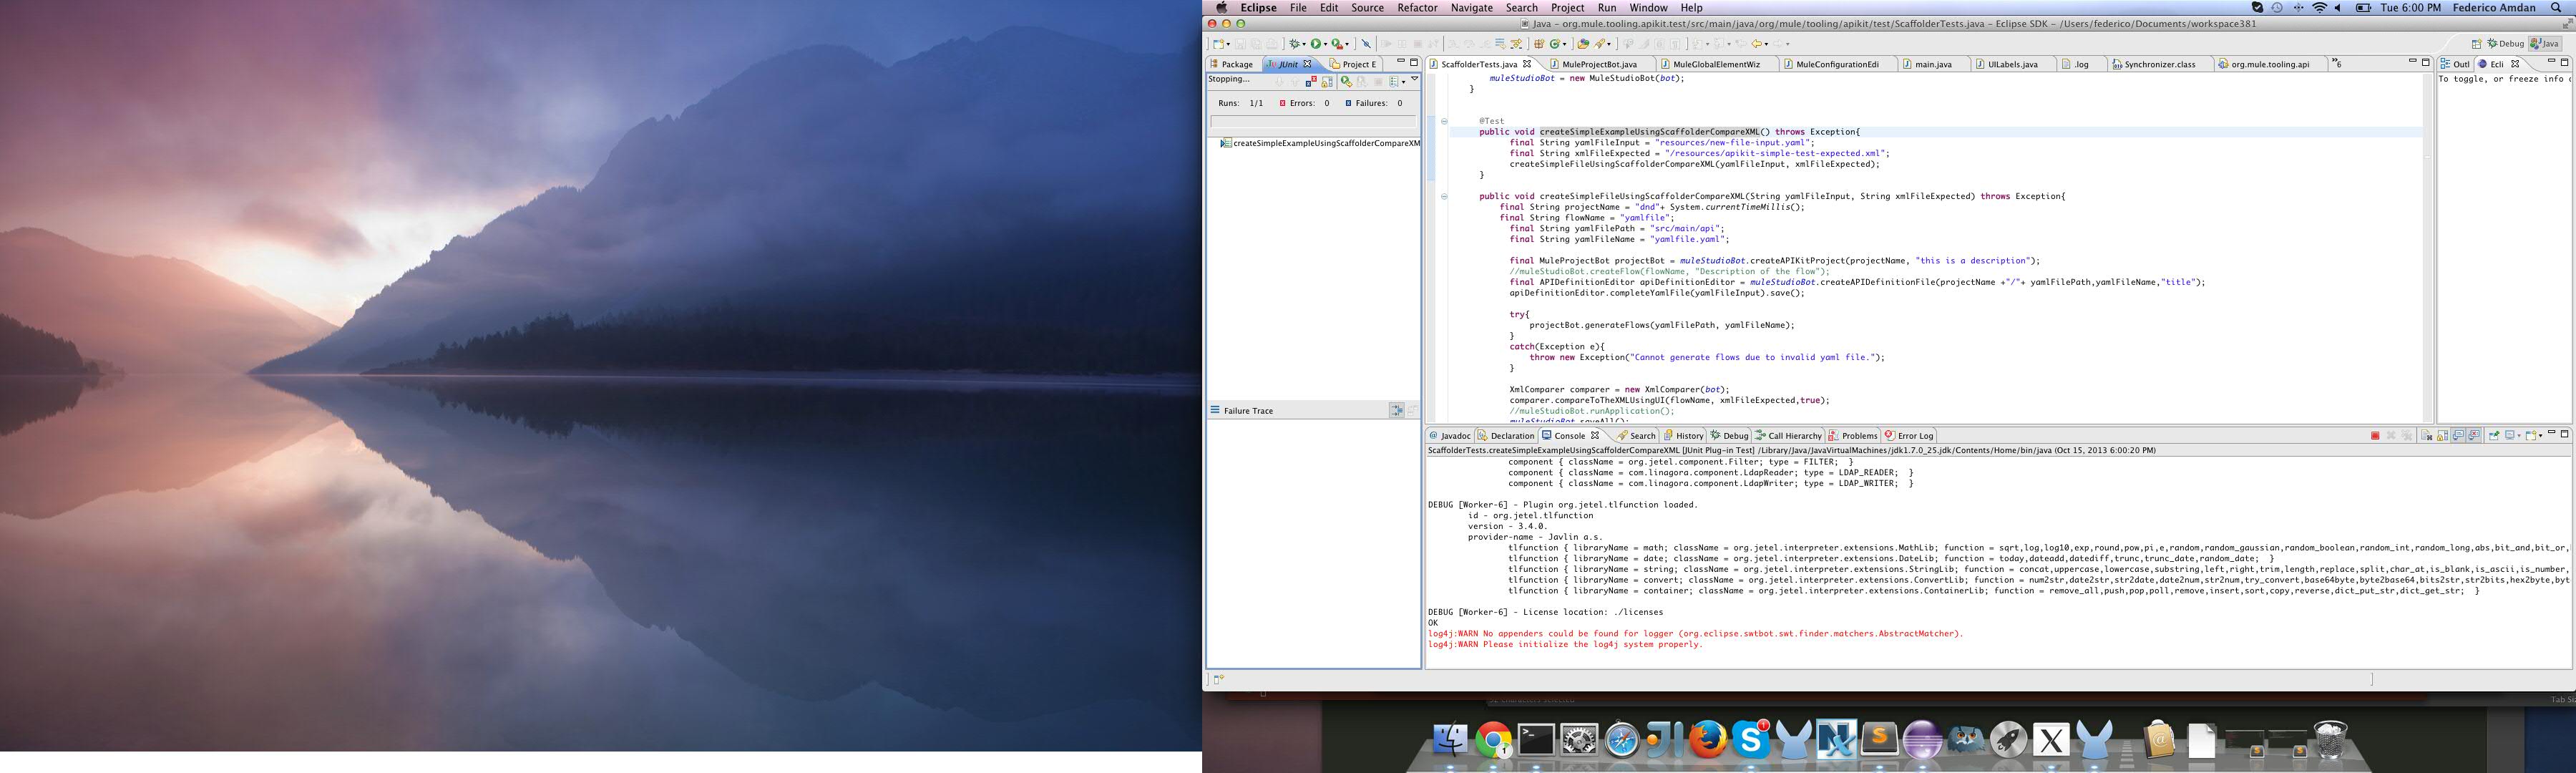 Eclipse File Edit Source Refactor Navigate Search Project Run Window Help Tue 6:00 PM Federico Amdan
Java - org.mule.tooling.apikit.test/src/main/java/org/mule/tooling/apikit/test/ScaffolderTests.java - Eclipse SDK - /Users/federico/Documents/workspace381
Debug Java
Package JUnit Project E
Stopping...
Runs: 1/1 Errors: 0 Failures: 0
createSimpleExampleUsingScaffolderCompareXM
Failure Trace
ScaffolderTests.java MuleProjectBot.java MuleGlobalElementWiz MuleConfigurationEdi main.java UILabels.java .log Synchronizer.class org.mule.tooling.api »6
muleStudioBot = new MuleStudioBot(bot);
}
@Test
public void createSimpleExampleUsingScaffolderCompareXML() throws Exception{
final String yamlFileInput = "resources/new-file-input.yaml";
final String xmlFileExpected = "/resources/apikit-simple-test-expected.xml";
createSimpleFileUsingScaffolderCompareXML(yamlFileInput, xmlFileExpected);
}
public void createSimpleFileUsingScaffolderCompareXML(String yamlFileInput, String xmlFileExpected) throws Exception{
final String projectName = "dnd"+ System.currentTimeMillis();
final String flowName = "yamlfile";
final String yamlFilePath = "src/main/api";
final String yamlFileName = "yamlfile.yaml";
final MuleProjectBot projectBot = muleStudioBot.createAPIKitProject(projectName, "this is a description");
//muleStudioBot.createFlow(flowName, "Description of the flow");
final APIDefinitionEditor apiDefinitionEditor = muleStudioBot.createAPIDefinitionFile(projectName +"/"+ yamlFilePath,yamlFileName,"title");
apiDefinitionEditor.completeYamlFile(yamlFileInput).save();
try{
projectBot.generateFlows(yamlFilePath, yamlFileName);
}
catch(Exception e){
throw new Exception("Cannot generate flows due to invalid yaml file.");
}
XmlComparer comparer = new XmlComparer(bot);
comparer.compareToTheXMLUsingUI(flowName, xmlFileExpected,true);
//muleStudioBot.runApplication();
muleStudioBot.saveAll();
Outl Ecli
To toggle, or freeze info
Javadoc Declaration Console Search History Debug Call Hierarchy Problems Error Log
ScaffolderTests.createSimpleExampleUsingScaffolderCompareXML [JUnit Plug-in Test] /Library/Java/JavaVirtualMachines/jdk1.7.0_25.jdk/Contents/Home/bin/java (Oct 15, 2013 6:00:20 PM)
component { className = org.jetel.component.Filter; type = FILTER; }
component { className = com.linagora.component.LdapReader; type = LDAP_READER; }
component { className = com.linagora.component.LdapWriter; type = LDAP_WRITER; }
DEBUG [Worker-6] - Plugin org.jetel.tlfunction loaded.
id - org.jetel.tlfunction
version - 3.4.0.
provider-name - Javlin a.s.
tlfunction { libraryName = math; className = org.jetel.interpreter.extensions.MathLib; function = sqrt,log,log10,exp,round,pow,pi,e,random,random_gaussian,random_boolean,random_int,random_long,abs,bit_and,bit_or,
tlfunction { libraryName = date; className = org.jetel.interpreter.extensions.DateLib; function = today,dateadd,datediff,trunc,trunc_date,random_date; }
tlfunction { libraryName = string; className = org.jetel.interpreter.extensions.StringLib; function = concat,uppercase,lowercase,substring,left,right,trim,length,replace,split,char_at,is_blank,is_ascii,is_number,
tlfunction { libraryName = convert; className = org.jetel.interpreter.extensions.ConvertLib; function = num2str,date2str,str2date,date2num,str2num,try_convert,base64byte,byte2base64,bits2str,str2bits,hex2byte,byt
tlfunction { libraryName = container; className = org.jetel.interpreter.extensions.ContainerLib; function = remove_all,push,pop,poll,remove,insert,sort,copy,reverse,dict_put_str,dict_get_str; }
DEBUG [Worker-6] - License location: ./licenses
OK
log4j:WARN No appenders could be found for logger (org.eclipse.swtbot.swt.finder.matchers.AbstractMatcher).
log4j:WARN Please initialize the log4j system properly.
characters selected
Tab Siz